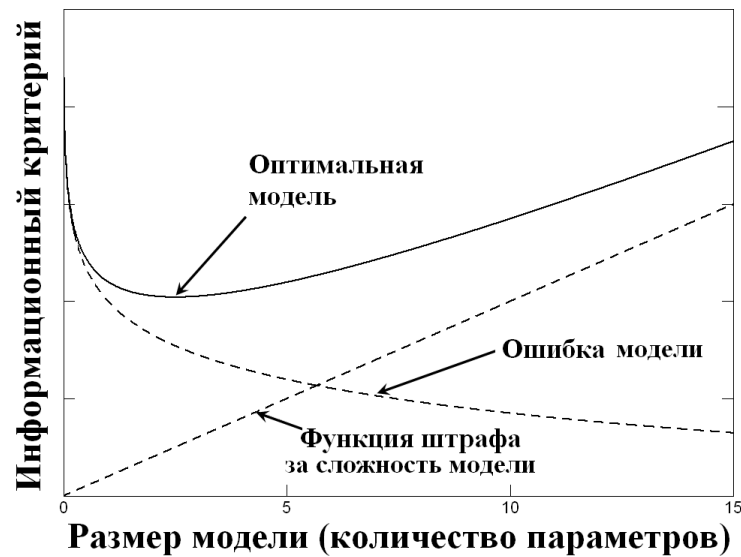 Информационный критерий
Оптимальная
модель
Ошибка модели
Функция штрафа
за сложность модели
0
5
10
15
Размер модели (количество параметров)